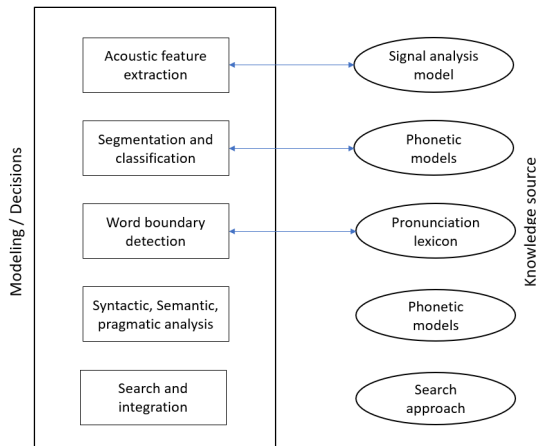 Modeling / Decisions
Acoustic feature
extraction
Signal analysis
model
Segmentation and
classification
Phonetic
models
Word boundary
detection
Pronunciation
lexicon
Syntactic, Semantic,
pragmatic analysis
Phonetic
models
Search and
integration
Search
approach
Knowledge source